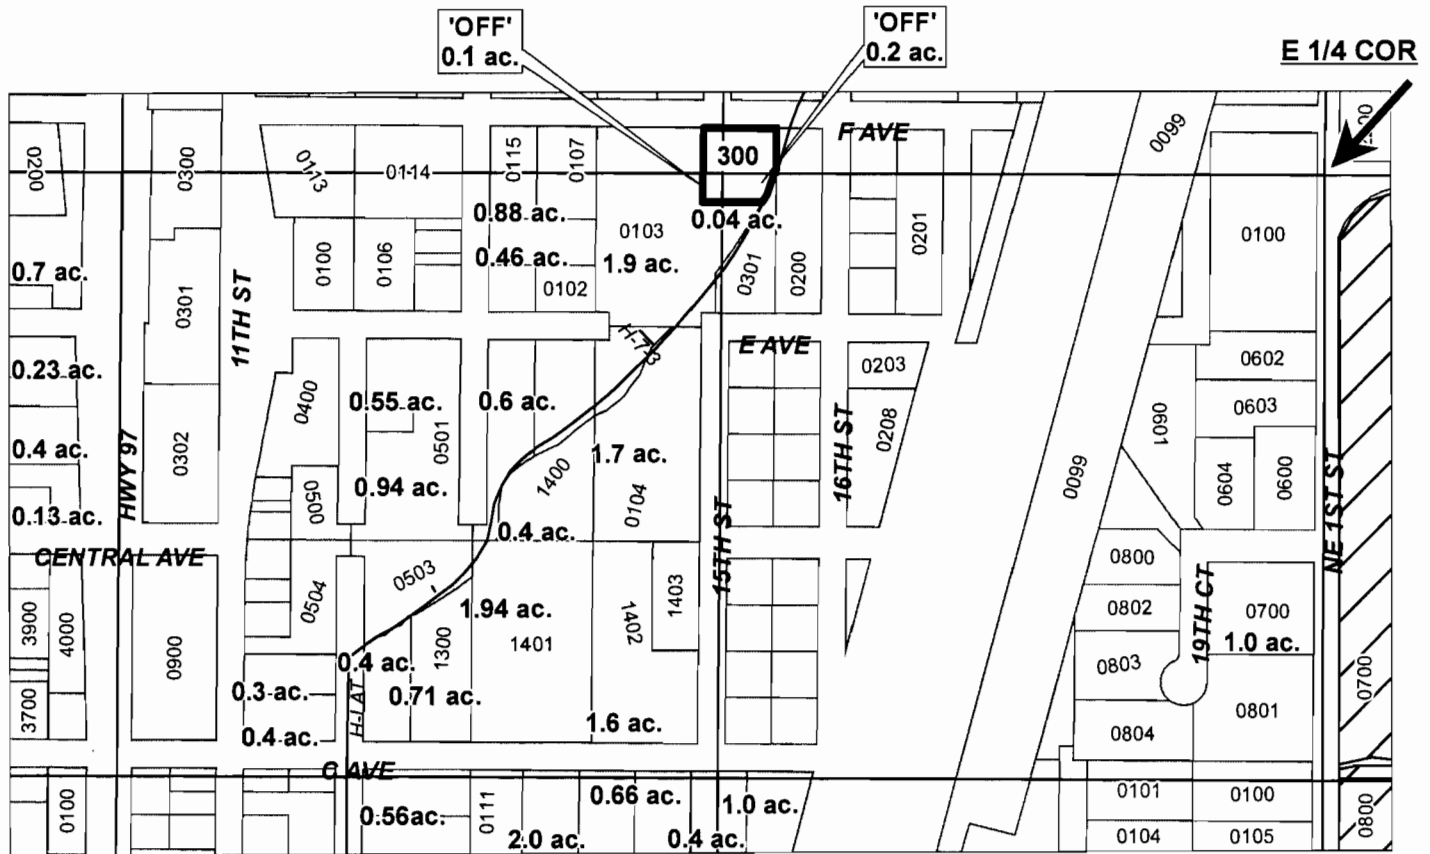 'OFF'
0.1 ac.
'OFF'
0.2 ac.
E 1/4 COR
F AVE
0200
0300
0113
0114
0115
0107
300
0099
0.88 ac.
0.04 ac.
0103
0100
0106
0.46 ac.
1.9 ac.
0102
0301
0200
0201
0100
0.7 ac.
0301
11TH ST
H-7-3
E AVE
0203
0602
0.23 ac.
0400
0.55 ac.
0.6 ac.
0603
0601
0.4 ac.
0302
HWY 97
0501
1.7 ac.
1400
16TH ST
0208
0099
0604
0600
NE 1ST ST
0.13 ac.
0500
0.94 ac.
0104
0.4 ac.
15TH ST
CENTRAL AVE
0503
0800
3900
4000
0900
0504
1.94 ac.
1401
1402
1403
0802
19TH CT
0700
1.0 ac.
1300
0.4 ac.
0803
0700
3700
0.3 ac.
H-I AT
0.71 ac.
0801
0.4 ac.
1.6 ac.
0804
C AVE
0100
0.56ac.
0111
0.66 ac.
1.0 ac.
0101
0100
0800
2.0 ac.
0.4 ac.
0104
0105